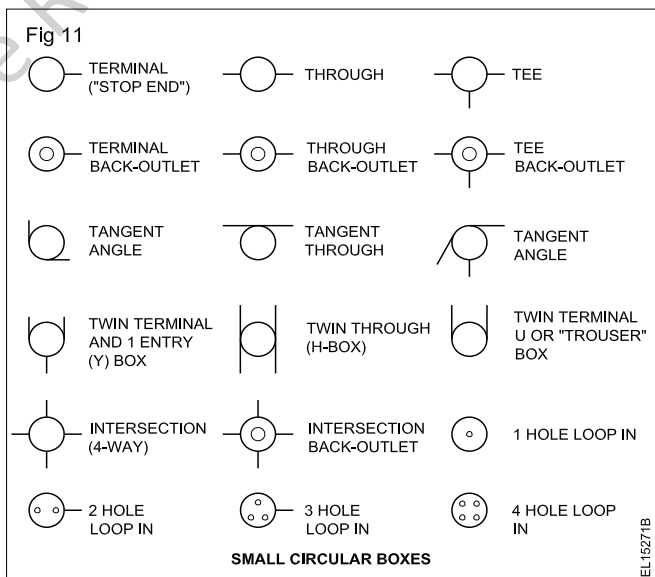 Fig 11
TERMINAL
("STOP END")
THROUGH
TEE
TERMINAL
BACK-OUTLET
THROUGH
BACK-OUTLET
TEE
BACK-OUTLET
TANGENT
ANGLE
TANGENT
THROUGH
TANGENT
ANGLE
TWIN TERMINAL
AND 1 ENTRY
(Y) BOX
TWIN THROUGH
(H-BOX)
TWIN TERMINAL
U OR "TROUSER"
BOX
INTERSECTION
(4-WAY)
INTERSECTION
BACK-OUTLET
1 HOLE LOOP IN
2 HOLE
LOOP IN
3 HOLE
LOOP IN
4 HOLE LOOP
IN
SMALL CIRCULAR BOXES
EL15271B